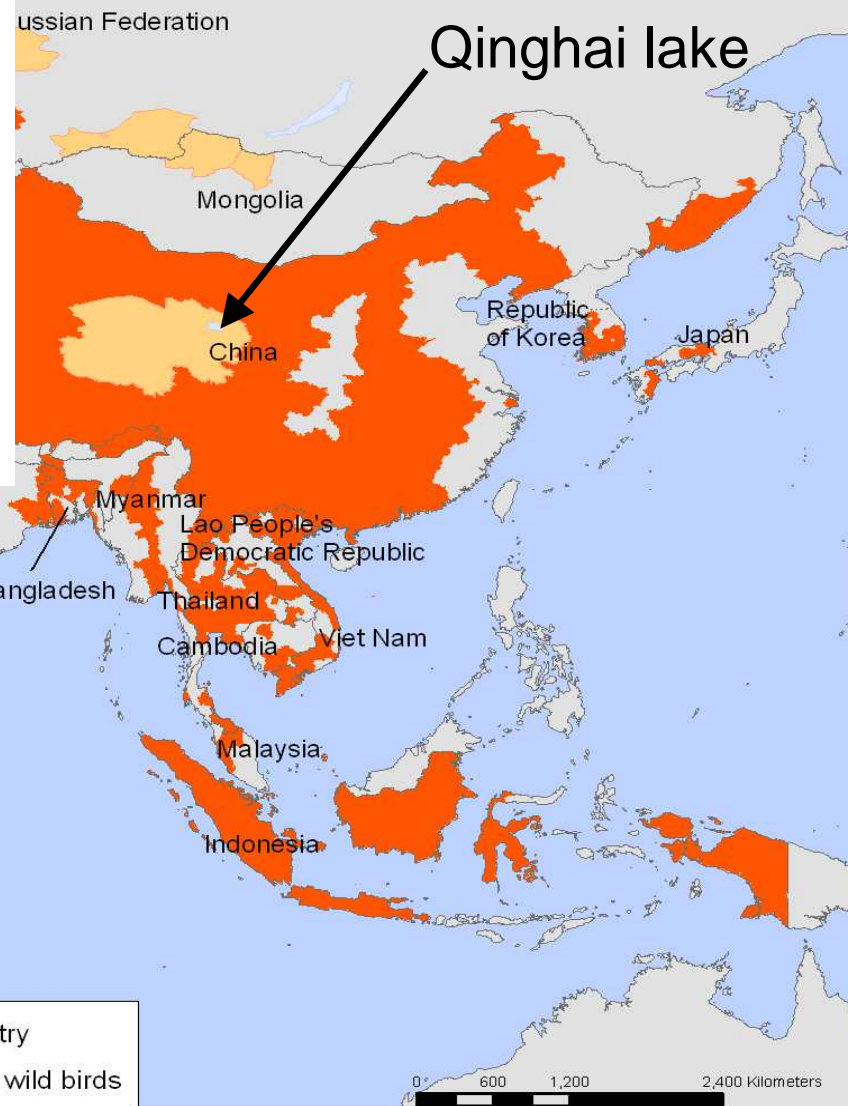 ussian Federation
Qinghai lake
Mongolia
Republic
of Korea
Japan
China
Myanmar
Lao People's
Democratic Republic
angladesh
Thailand
Cambodia
Viet Nam
Malaysia
Indonesia
try
wild birds
0 600 1,200 2,400 Kilometers